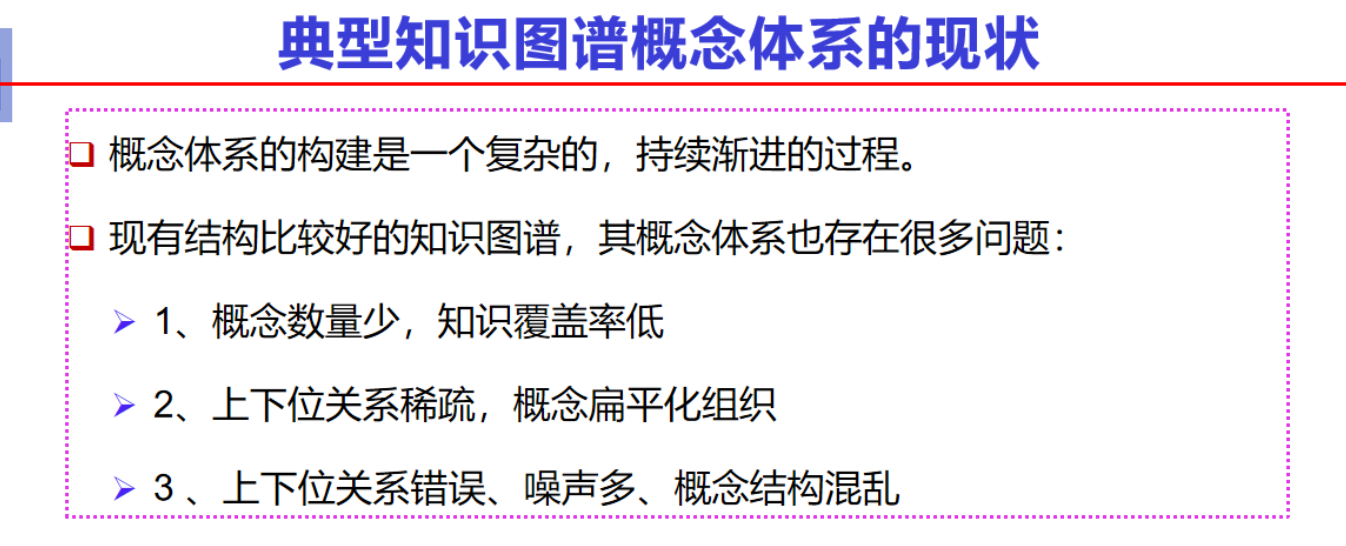 典型知识图谱概念体系的现状
概念体系的构建是一个复杂的，持续渐进的过程。
现有结构比较好的知识图谱，其概念体系也存在很多问题：
1、概念数量少，知识覆盖率低
2、上下位关系稀疏，概念扁平化组织
3 、上下位关系错误、噪声多、概念结构混乱